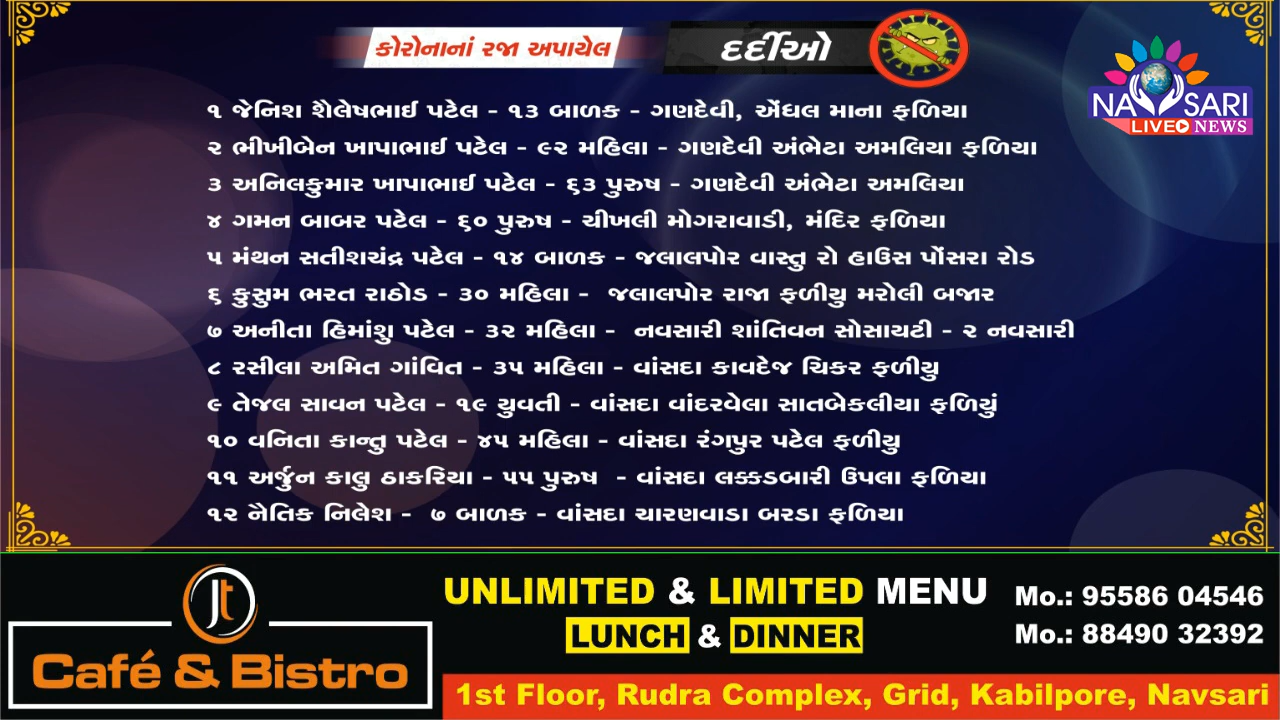 કોરોનાનાં રજા અપાયેલ દર્દીઓ
NAVSARI
LIVE NEWS
૧ જેનિશ શૈલેષભાઈ પટેલ - ૧૩ બાળક - ગણદેવી, એંધલ માના ફળિયા
૨ ભીખીબેન ખાપાભાઈ પટેલ - ૯૨ મહિલા - ગણદેવી અંભેટા અમલિયા ફળિયા
૩ અનિલકુમાર ખાપાભાઈ પટેલ - ૬૩ પુરુષ - ગણદેવી અંભેટા અમલિયા
૪ ગમન બાબર પટેલ - ૬૦ પુરુષ - ચીખલી મોગરાવાડી, મંદિર ફળિયા
૫ મંથન સતીશચંદ્ર પટેલ - ૧૪ બાળક - જલાલપોર વાસ્તુ રો હાઉસ પોંસરા રોડ
૬ કુસુમ ભરત રાઠોડ - ૩૦ મહિલા - જલાલપોર રાજા ફળીયુ મરોલી બજાર
૭ અનીતા હિમાંશુ પટેલ - ૩૨ મહિલા - નવસારી શાંતિવન સોસાયટી - ૨ નવસારી
૮ રસીલા અમિત ગાંવિત - ૩૫ મહિલા - વાંસદા કાવદેજ ચિકર ફળીયુ
૯ તેજલ સાવન પટેલ - ૧૯ યુવતી - વાંસદા વાંદરવેલા સાતબેકલીયા ફળિયું
૧૦ વનિતા કાન્તુ પટેલ - ૪૫ મહિલા - વાંસદા રંગપુર પટેલ ફળીયુ
૧૧ અર્જુન કાલુ ઠાકરિયા - ૫૫ પુરુષ - વાંસદા લક્કડબારી ઉપલા ફળિયા
૧૨ નૈતિક નિલેશ - ૭ બાળક - વાંસદા ચારણવાડા બરડા ફળિયા
Jt
Café & Bistro
UNLIMITED & LIMITED MENU
LUNCH & DINNER
Mo.: 95586 04546
Mo.: 88490 32392
1st Floor, Rudra Complex, Grid, Kabilpore, Navsari